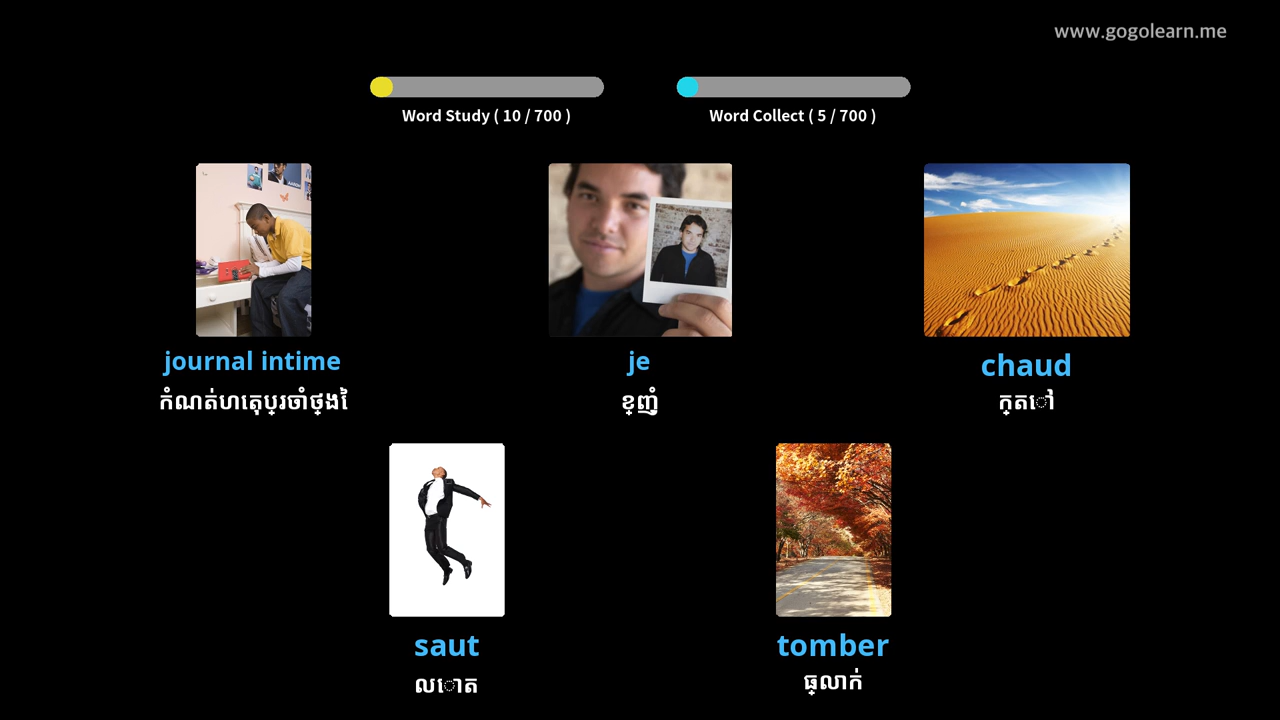 www.gogolearn.me
Word Study ( 10 / 700 )
Word Collect ( 5 / 700 )
journal intime
je
chaud
កំណត់ហេតុប្រចាំថ្ងៃ
ខ្ញុំ
ក្តៅ
saut
tomber
លោត
ធ្លាក់